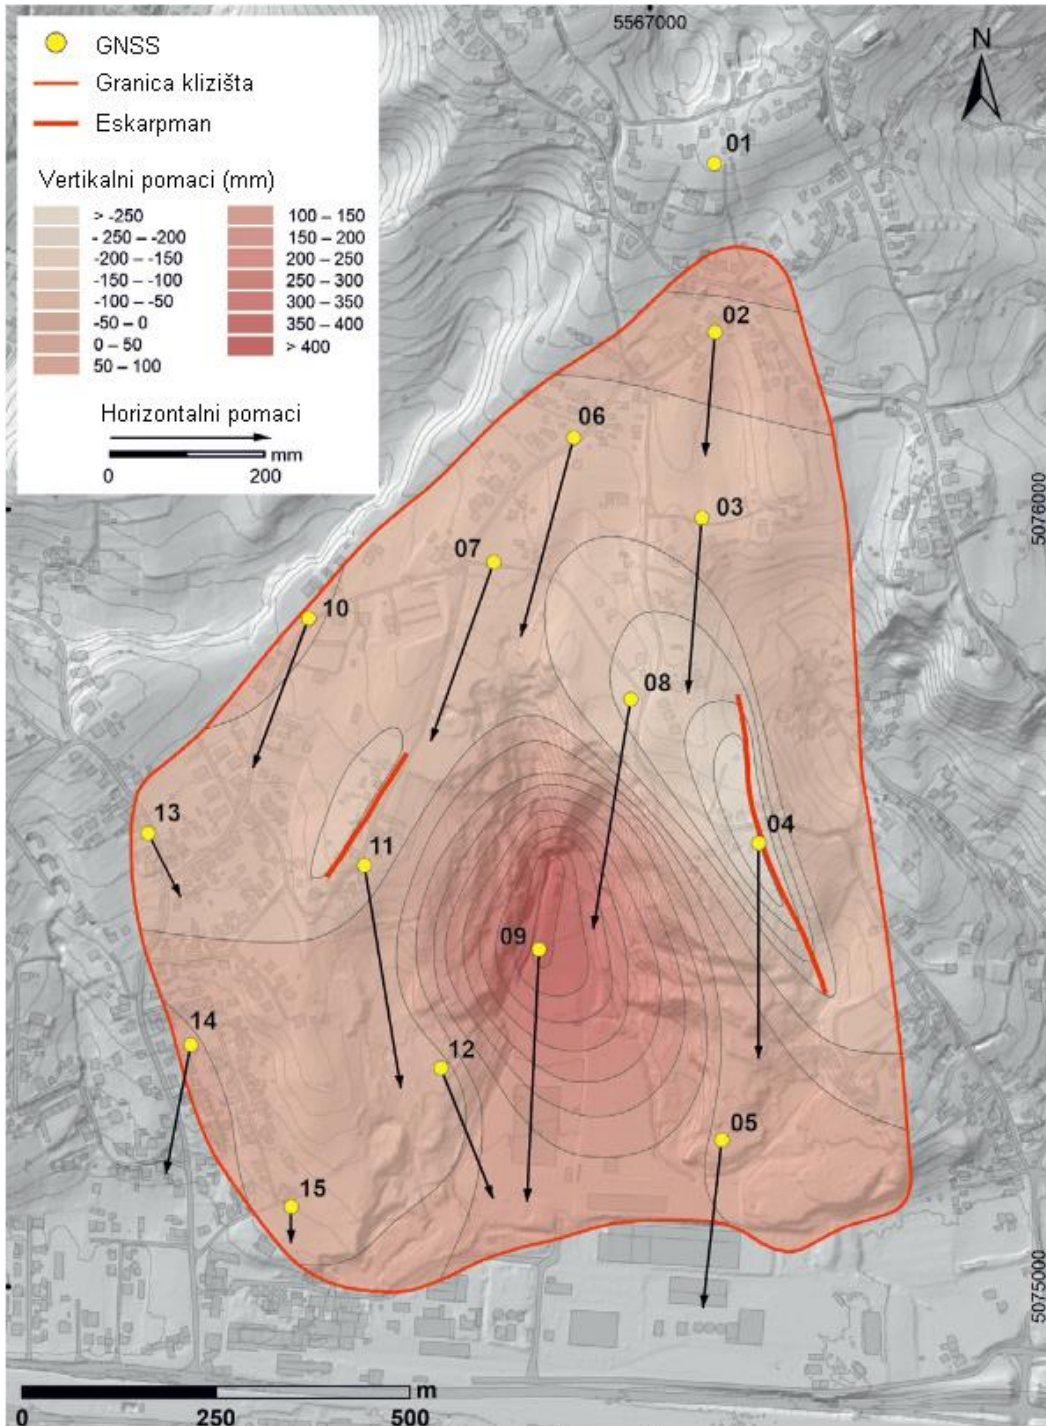 5567000
GNSS
Granica klizišta
Eskarpman
N
01
Vertikalni pomaci (mm)
> -250
- 250 – -200
-200 – -150
-150 – -100
-100 – -50
-50 – 0
0 – 50
50 – 100
100 – 150
150 – 200
200 – 250
250 – 300
300 – 350
350 – 400
> 400
Horizontalni pomaci
mm
0 200
02
06
03
5076000
07
10
08
13
04
11
09
14
12
05
15
5075000
m
0 250 500